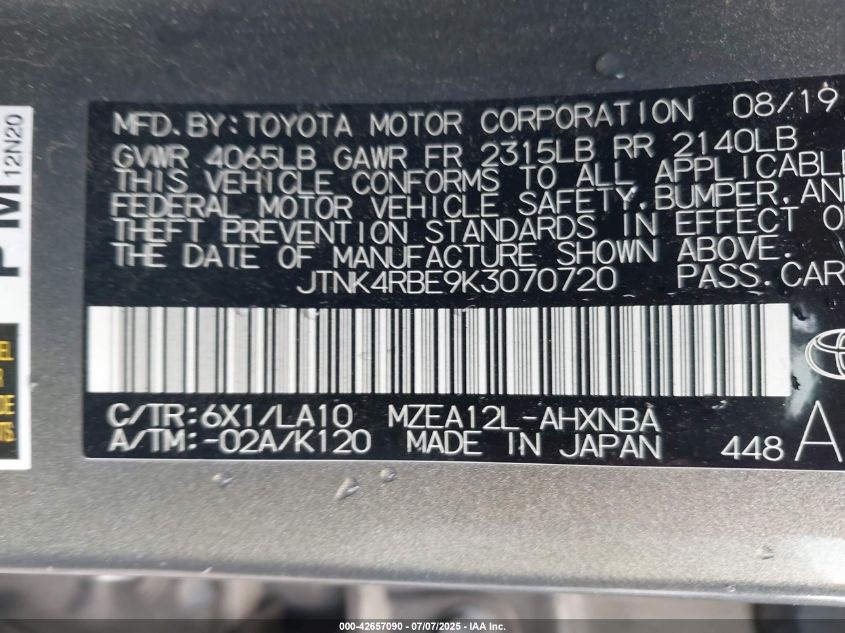 MFD.BY:TOYOTA MOTOR CORPORATION 08/19
GVWR 4065LB GAWR FR 2315LB RR 2140LB
THIS VEHICLE CONFORMS TO ALL APPLICABLE
FEDERAL MOTOR VEHICLE SAFETY,BUMPER,AND
THEFT PREVENTION STANDARDS IN EFFECT O
THE DATE OF MANUFACTURE SHOWN ABOVE.
JTNK4RBE9K3070720 PASS.CAR
C/TR:6X1/LA10 MZEA12L-AHXNBA
A/TM:-02A/K120 MADE IN JAPAN 448 A
PM
12N20
000-42657090 - 07/07/2025 - © IAA Inc.